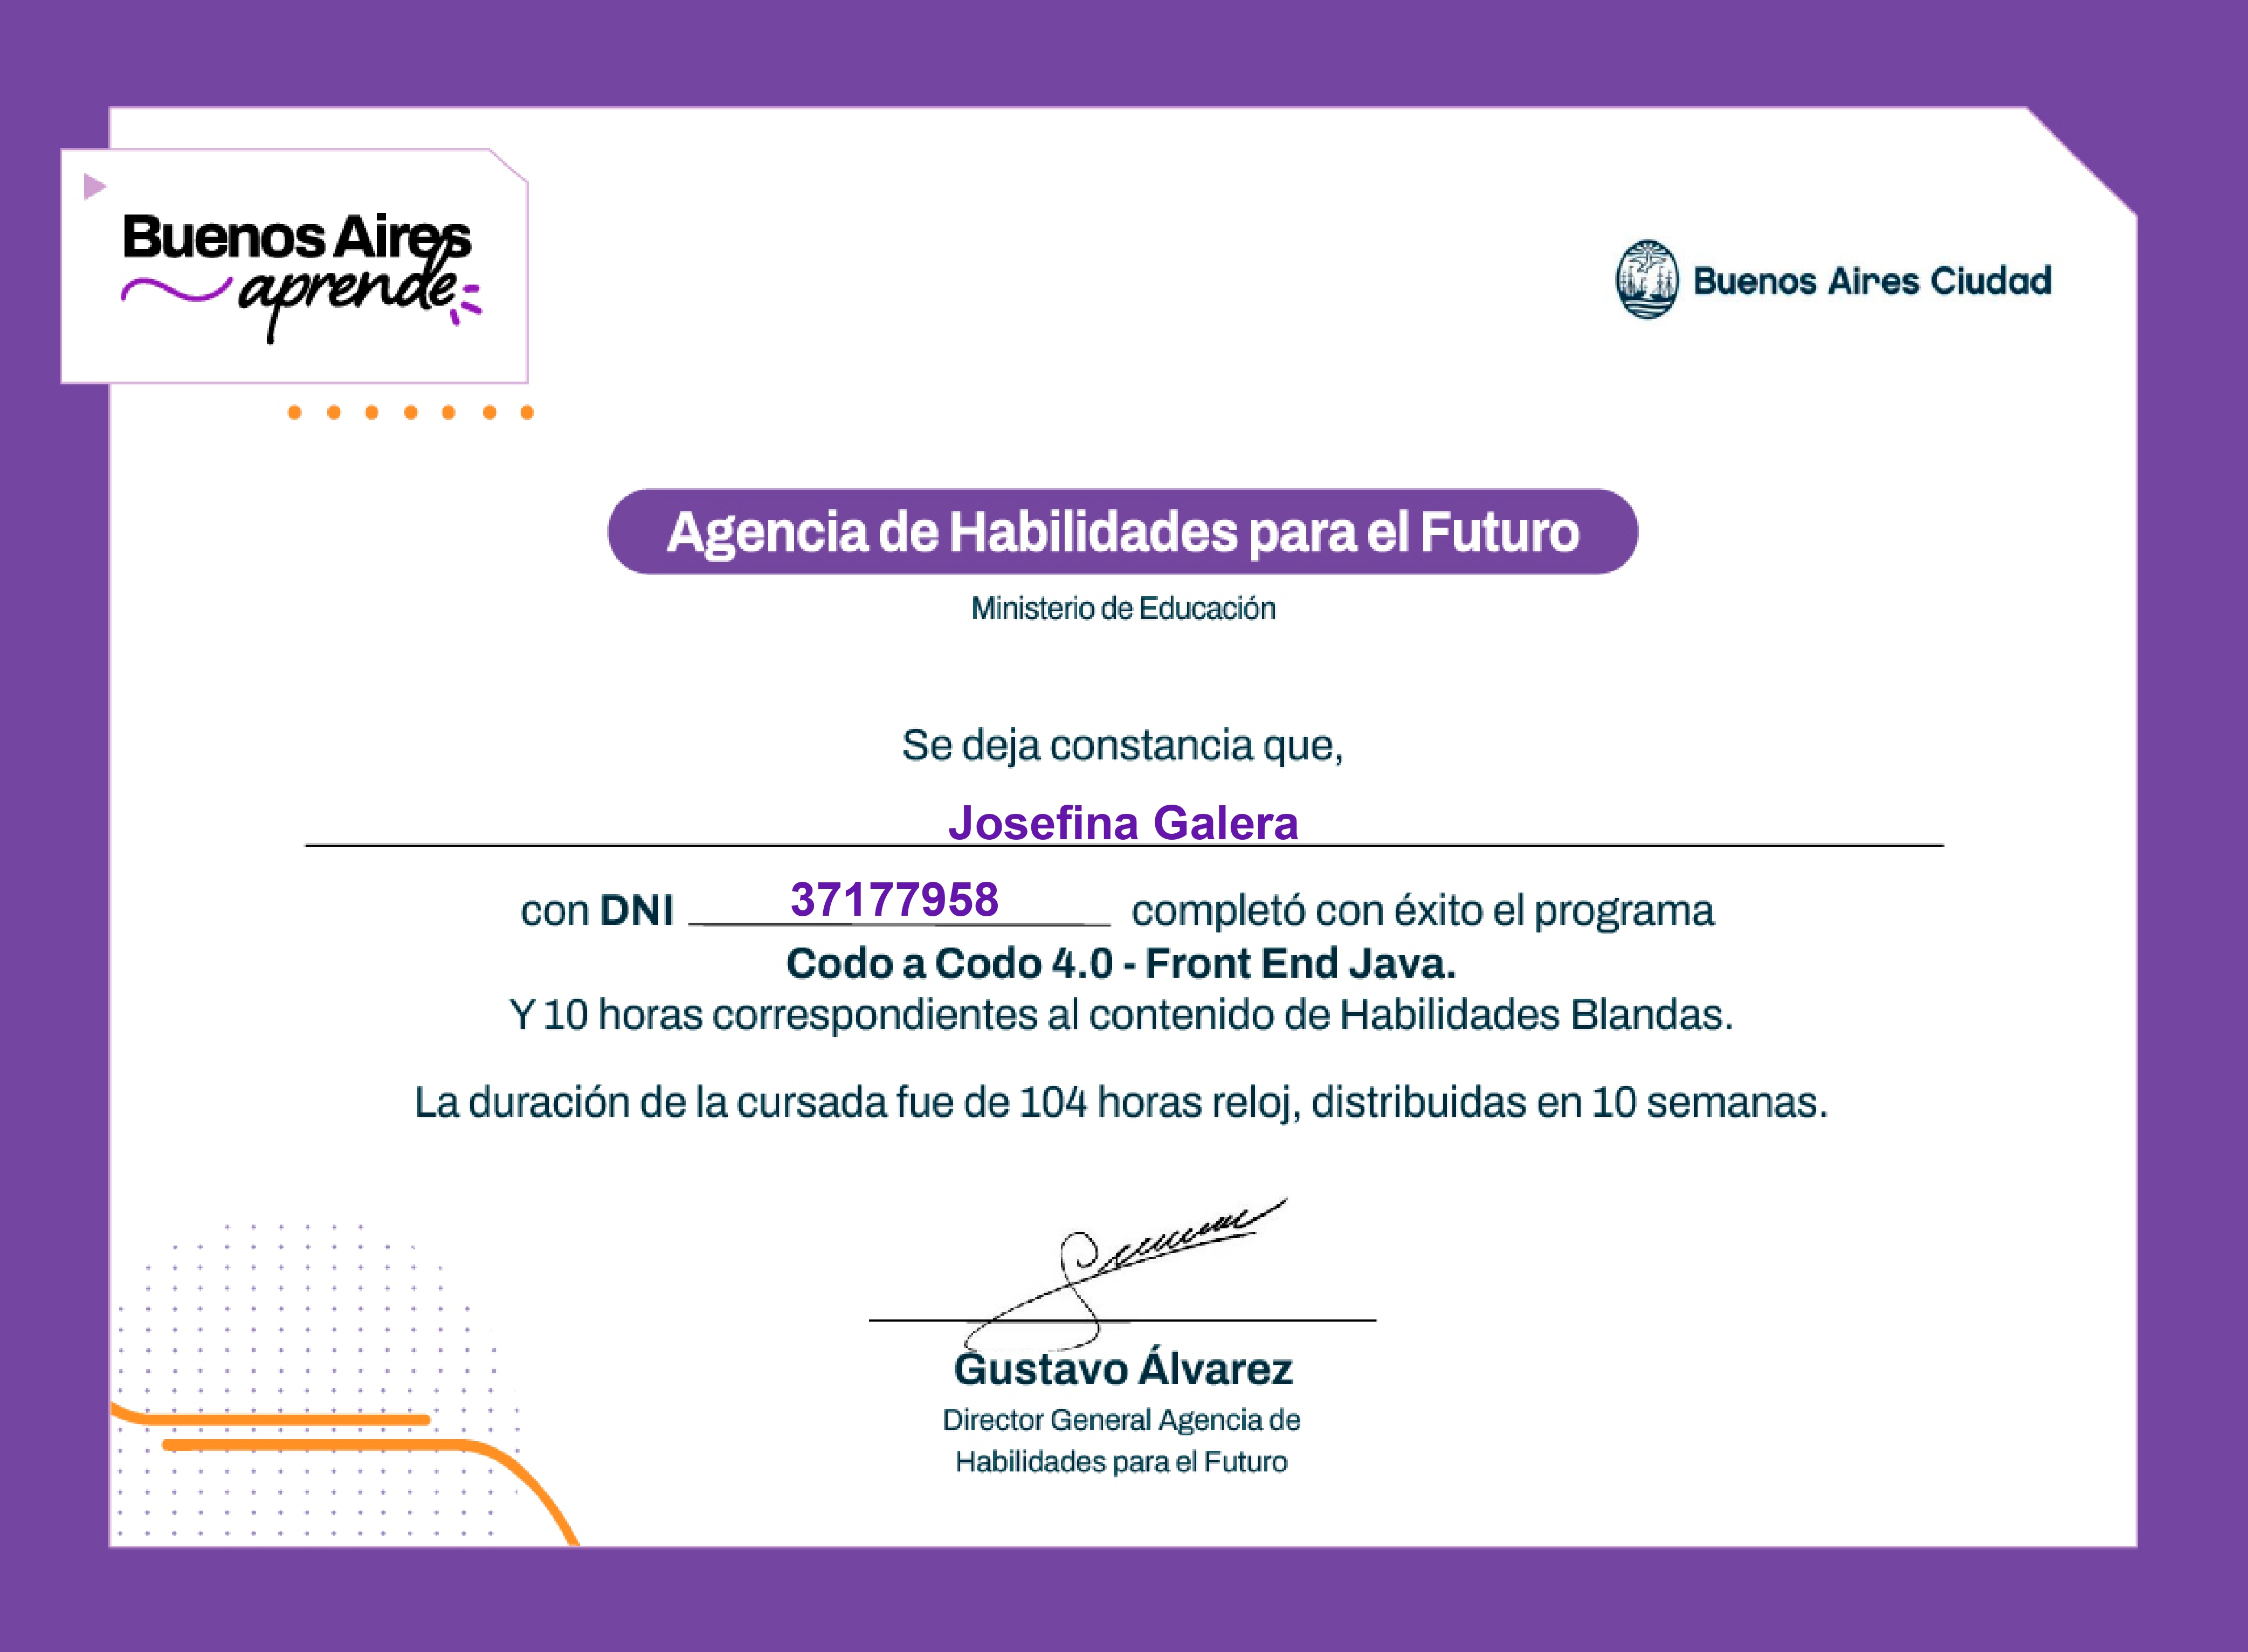 Buenos Aires
aprende
Buenos Aires Ciudad
Agencia de Habilidades para el Futuro
Ministerio de Educación
Se deja constancia que,
Josefina Galera
con DNI 37177958 completó con éxito el programa
Codo a Codo 4.0 - Front End Java.
Y 10 horas correspondientes al contenido de Habilidades Blandas.
La duración de la cursada fue de 104 horas reloj, distribuidas en 10 semanas.
Gustavo Álvarez
Director General Agencia de
Habilidades para el Futuro